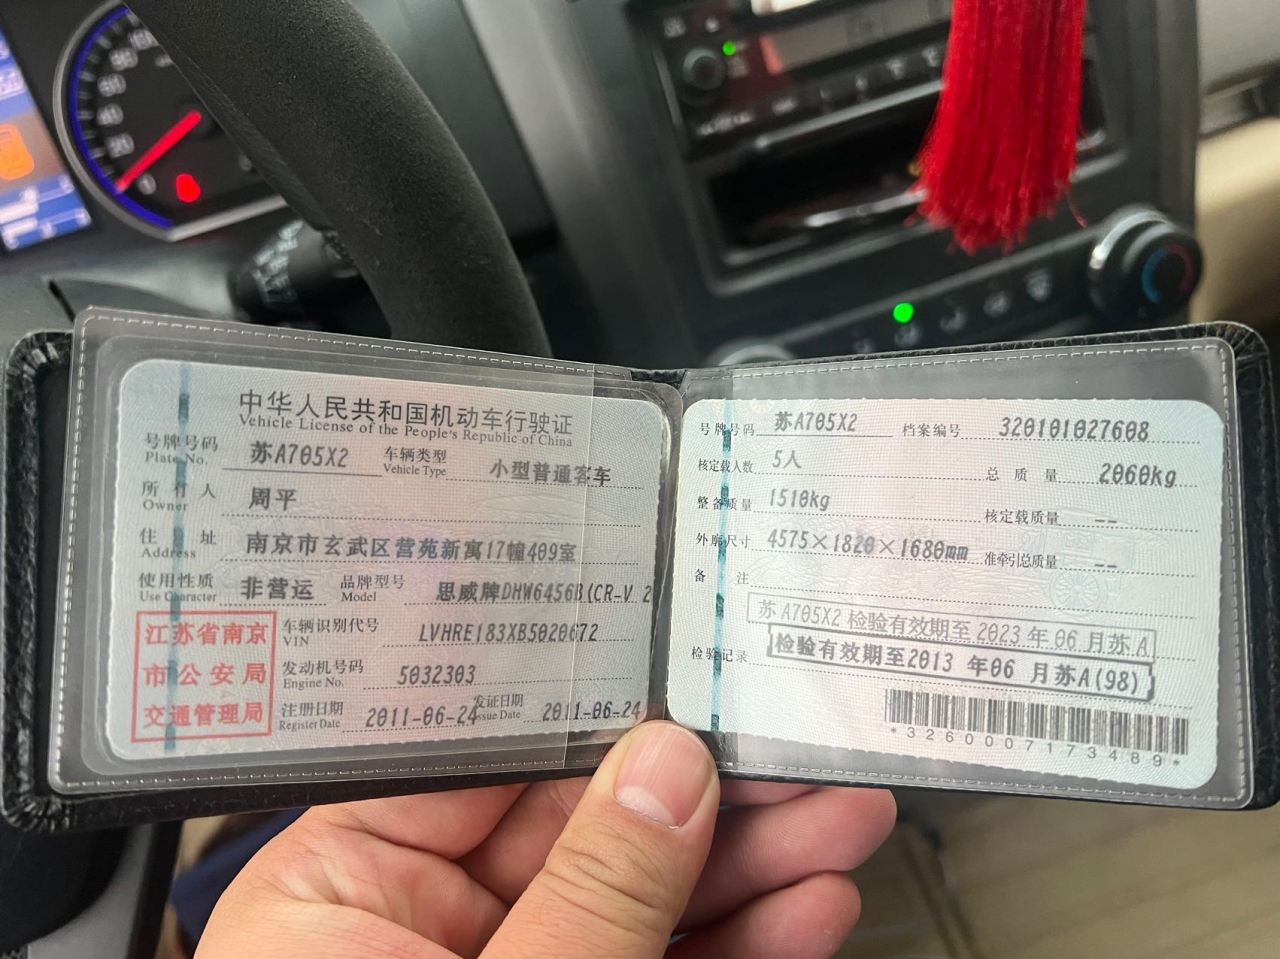 中华人民共和国机动车行驶证
Vehicle License of the People's Republic of China
号牌号码 苏A705X2 车辆类型 小型普通客车
Plate No. Vehicle Type
所有人 周平
Owner
住址 南京市玄武区营苑新寓17幢409室
Address
使用性质 非营运 品牌型号 思威牌DHW6456B(CR-V 2
Use Character Model
江苏省南京
市公安局
交通管理局
车辆识别代号 LVHRE183XB5020672
VIN
发动机号码 5032303
Engine No.
注册日期 2011-06-24 发证日期 2011-06-24
Register Date Issue Date
号牌号码 苏A705X2 档案编号 320101027608
核定载人数 5人 总质量 2060kg
整备质量 1510kg 核定载质量 --
外廓尺寸 4575×1820×1680mm 准牵引总质量 --
备注
苏A705X2 检验有效期至 2023 年 06 月苏A
检验记录 检验有效期至2013 年06 月苏A(98)
*3260007173489*
0
20
40
60
80